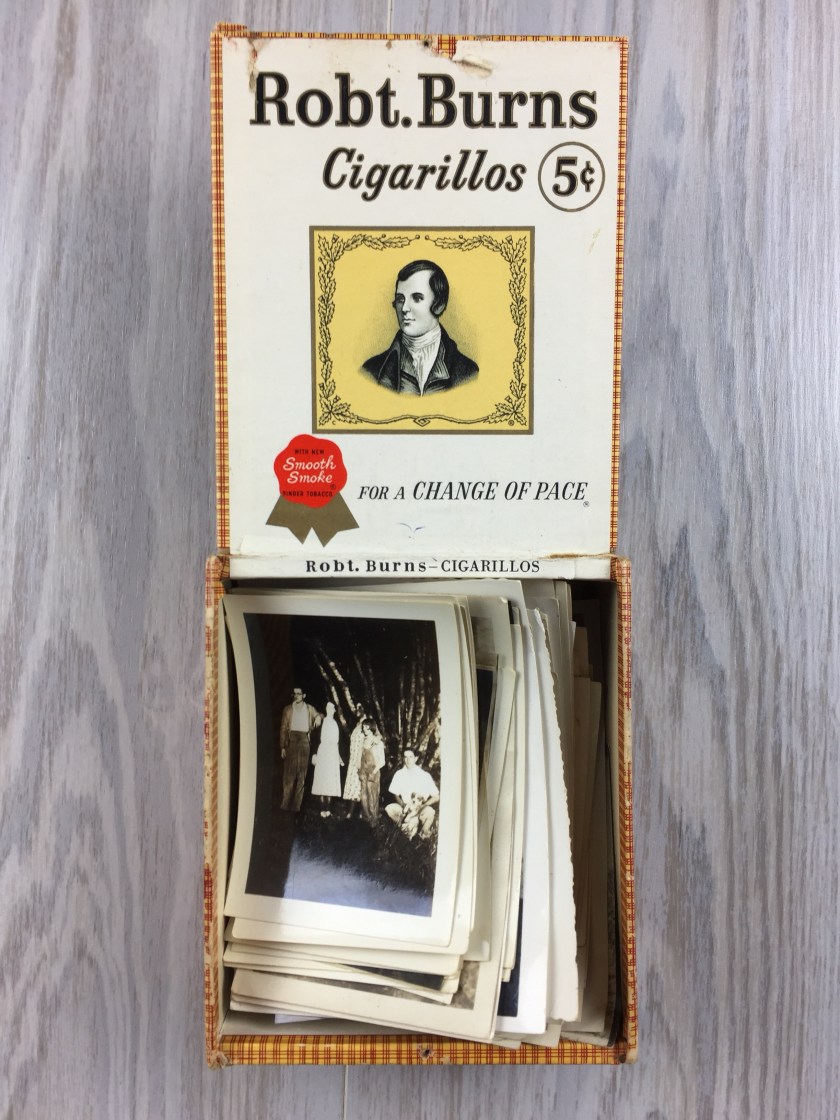 Robt. Burns
Cigarillos 5¢
WITH NEW
Smooth
Smoke®
BINDER TOBACCO
FOR A CHANGE OF PACE®
Robt. Burns–CIGARILLOS